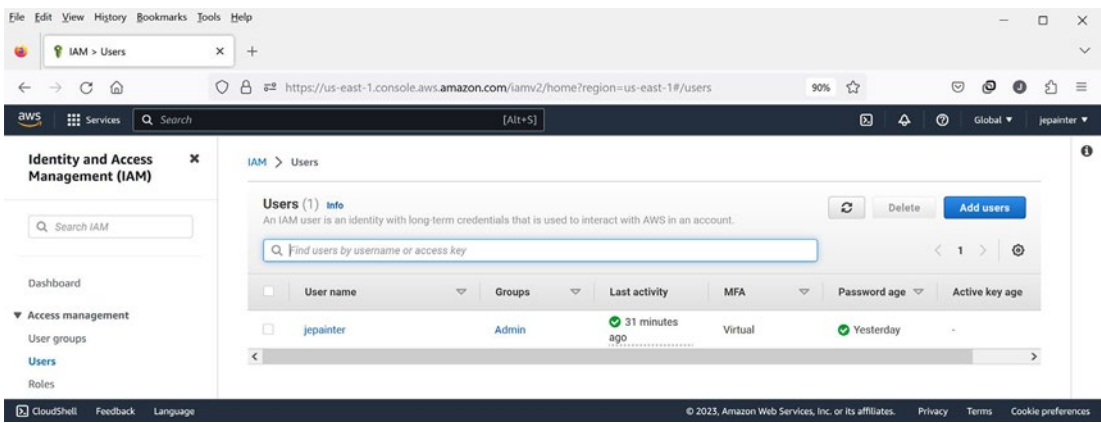 File Edit View History Bookmarks Tools Help
IAM > Users
https://us-east-1.console.aws.amazon.com/iamv2/home?region=us-east-1#/users 90%
aws Services Search [Alt+S] Global jepainter
Identity and Access
Management (IAM)
Search IAM
Dashboard
Access management
User groups
Users
Roles
IAM > Users
Users (1) Info
An IAM user is an identity with long-term credentials that is used to interact with AWS in an account.
Delete Add users
Find users by username or access key
1
User name Groups Last activity MFA Password age Active key age
jepainter Admin 31 minutes Virtual Yesterday -
ago
CloudShell Feedback Language © 2023, Amazon Web Services, Inc. or its affiliates. Privacy Terms Cookie preferences